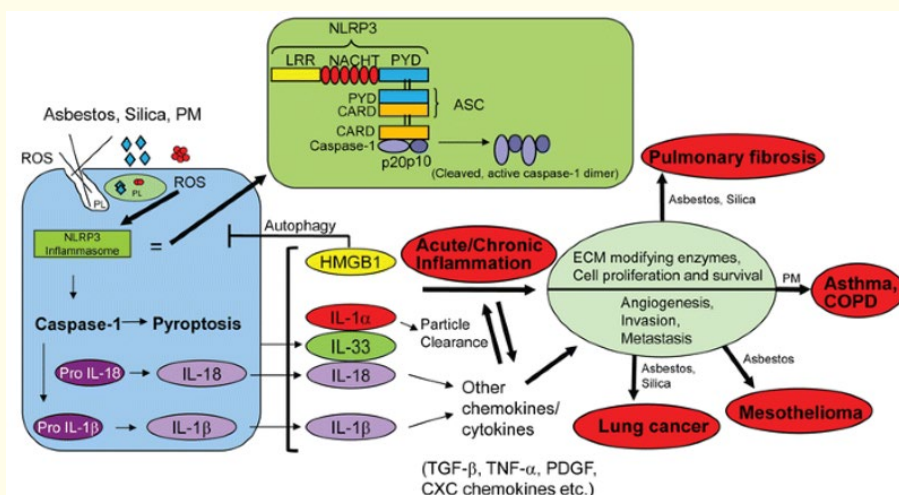 NLRP3
LRR NACHT PYD
PYD
CARD
ASC
CARD
Caspase-1
p20p10
(Cleaved, active caspase-1 dimer)
Asbestos, Silica, PM
ROS
PL
PL
ROS
NLRP3
Inflammasome
=
Caspase-1
Pyroptosis
Pro IL-18
IL-18
Pro IL-1β
IL-1β
Autophagy
HMGB1
IL-1α
IL-33
IL-18
IL-1β
Acute/Chronic
Inflammation
Particle
Clearance
Other
chemokines/
cytokines
(TGF-β, TNF-α, PDGF,
CXC chemokines etc.)
ECM modifying enzymes,
Cell proliferation and survival
Angiogenesis,
Invasion,
Metastasis
Pulmonary fibrosis
Asbestos, Silica
PM
Asthma,
COPD
Asbestos
Mesothelioma
Asbestos,
Silica
Lung cancer